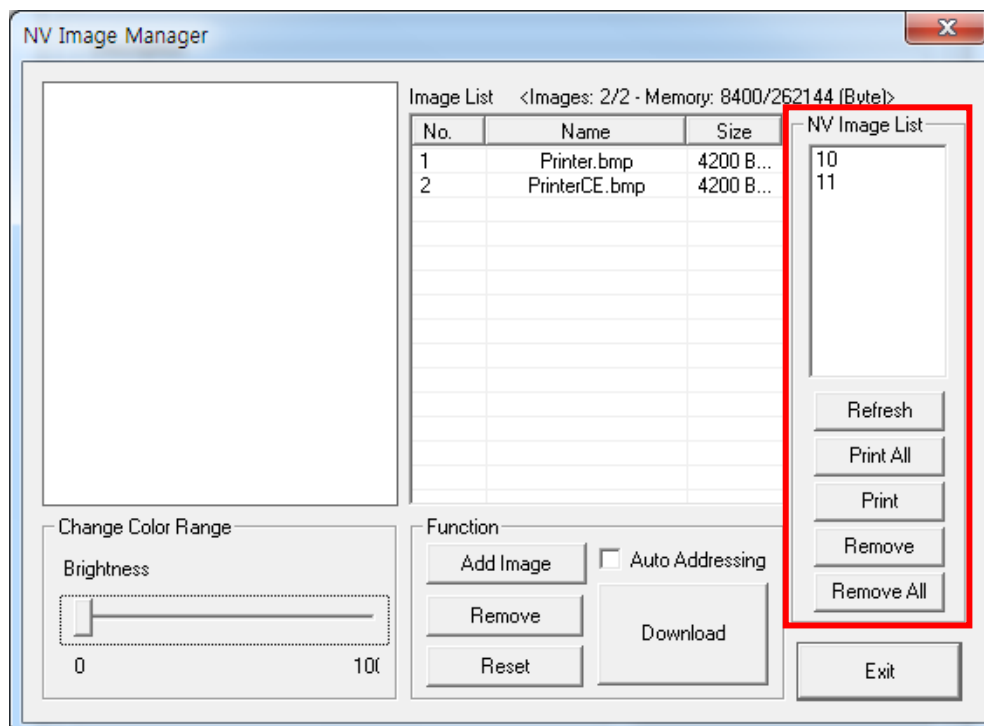 NV Image Manager
Image List <Images: 2/2 - Memory: 8400/262144 (Byte)>
No. Name Size
1 Printer.bmp 4200 B...
2 PrinterCE.bmp 4200 B...
NV Image List
10
11
Refresh
Print All
Print
Remove
Remove All
Change Color Range
Brightness
0 100
Function
Add Image
Auto Addressing
Remove
Download
Reset
Exit